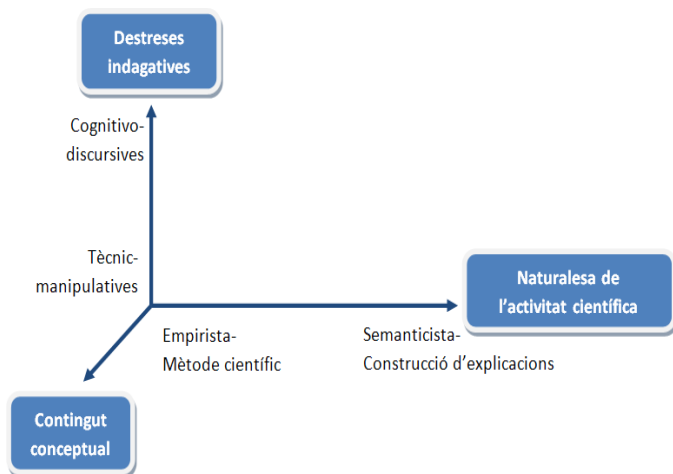 Destreses
indagatives
Cognitivo-
discursives
Tècnic-
manipulatives
Naturalesa de
l'activitat científica
Empirista-
Mètode científic
Semanticista-
Construcció d'explicacions
Contingut
conceptual